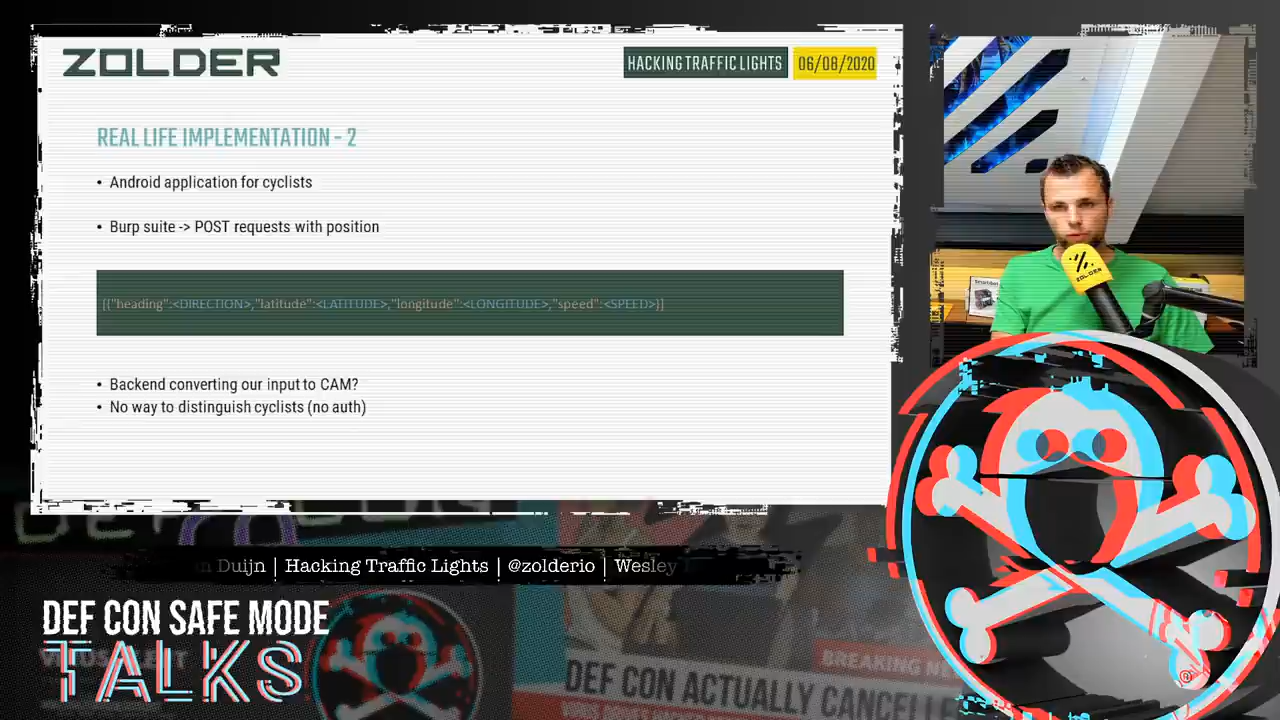 ZOLDER
HACKING TRAFFIC LIGHTS
06/08/2020
REAL LIFE IMPLEMENTATION - 2
• Android application for cyclists
• Burp suite -> POST requests with position
[{"heading":<DIRECTION>,"latitude":<LATITUDE>,"longitude":<LONGITUDE>,"speed":<SPEED>}]
• Backend converting our input to CAM?
• No way to distinguish cyclists (no auth)
ZOLDER
Duijn | Hacking Traffic Lights | @zolderio | Wesley
DEF CON SAFE MODE
TALKS
BREAKING
DEF CON ACTUALLY